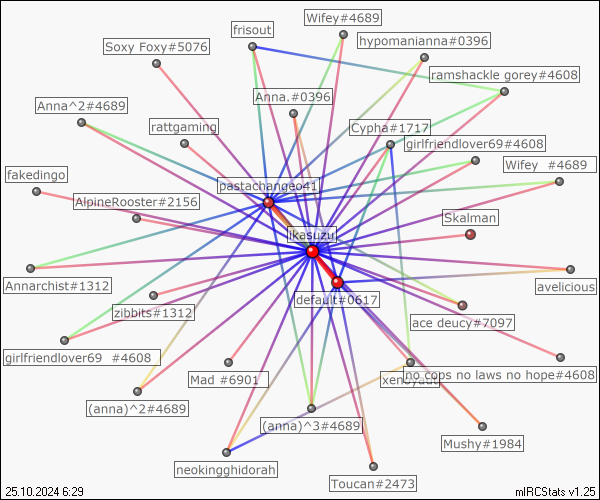 Wifey#4689
frisout
hypomanianna#0396
Soxy Foxy#5076
ramshackle gorey#4608
Anna.#0396
Anna^2#4689
rattgaming
Cypha#1717
girlfriendlover69#4608
Wifey #4689
fakedingo
pastachangeo41
AlpineRooster#2156
Skalman
ikasuzu
Annarchist#1312
avelicious
default#0617
zibbits#1312
ace deucy#7097
girlfriendlover69 #4608
Mad #6901
no cops no laws no hope#4608
(anna)^2#4689
(anna)^3#4689
Mushy#1984
neokingghidorah
Toucan#2473
25.10.2024 6:29
mIRCStats v1.25